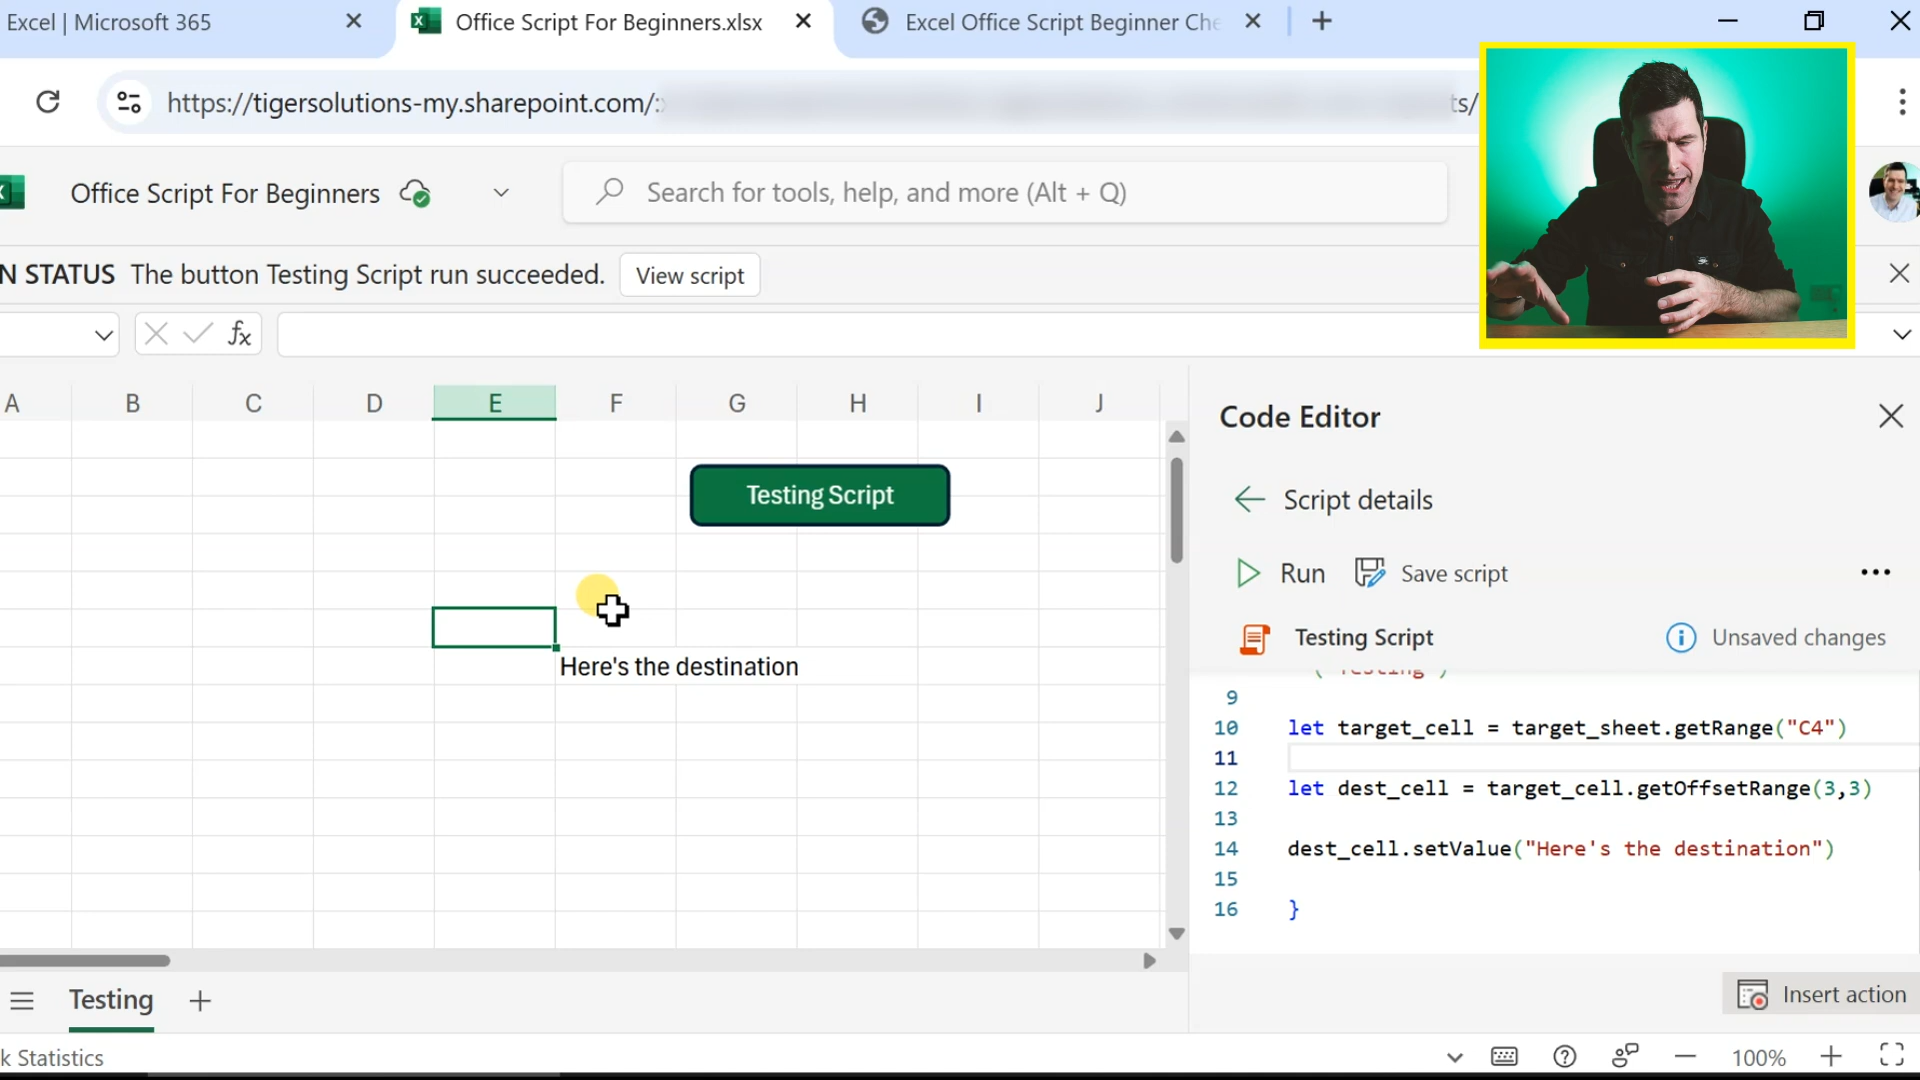 Excel | Microsoft 365
Office Script For Beginners.xlsx
Excel Office Script Beginner Che
https://tigersolutions-my.sharepoint.com/:
ts/
Office Script For Beginners
Search for tools, help, and more (Alt + Q)
N STATUS The button Testing Script run succeeded.
View script
fx
A B C D E F G H I J
Testing Script
Here's the destination
Code Editor
Script details
Run
Save script
Testing Script
Unsaved changes
("Testing")
9
10 let target_cell = target_sheet.getRange("C4")
11
12 let dest_cell = target_cell.getOffsetRange(3,3)
13
14 dest_cell.setValue("Here's the destination")
15
16 }
Insert action
Testing
k Statistics
100%